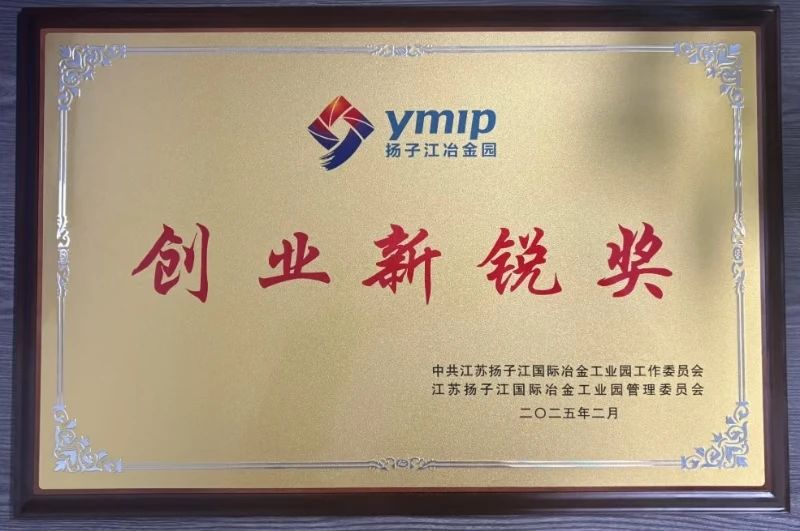 ymip
扬子江冶金园
创业新锐奖
中共江苏扬子江国际冶金工业园工作委员会
江苏扬子江国际冶金工业园管理委员会
二〇二五年二月